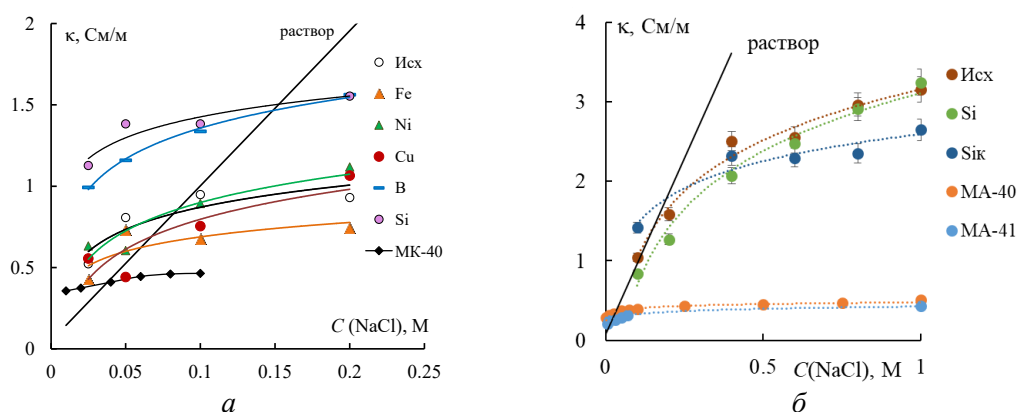 2
κ, См/м
раствор
Исх
Fe
1.5
Ni
Cu
1
B
Si
МК-40
0.5
C (NaCl), M
0
0
0.05
0.1
0.15
0.2
0.25
а
4
κ, См/м
раствор
Исх
3
Si
Siк
2
МА-40
МА-41
1
0
0
0.5
1
C(NaCl), M
б